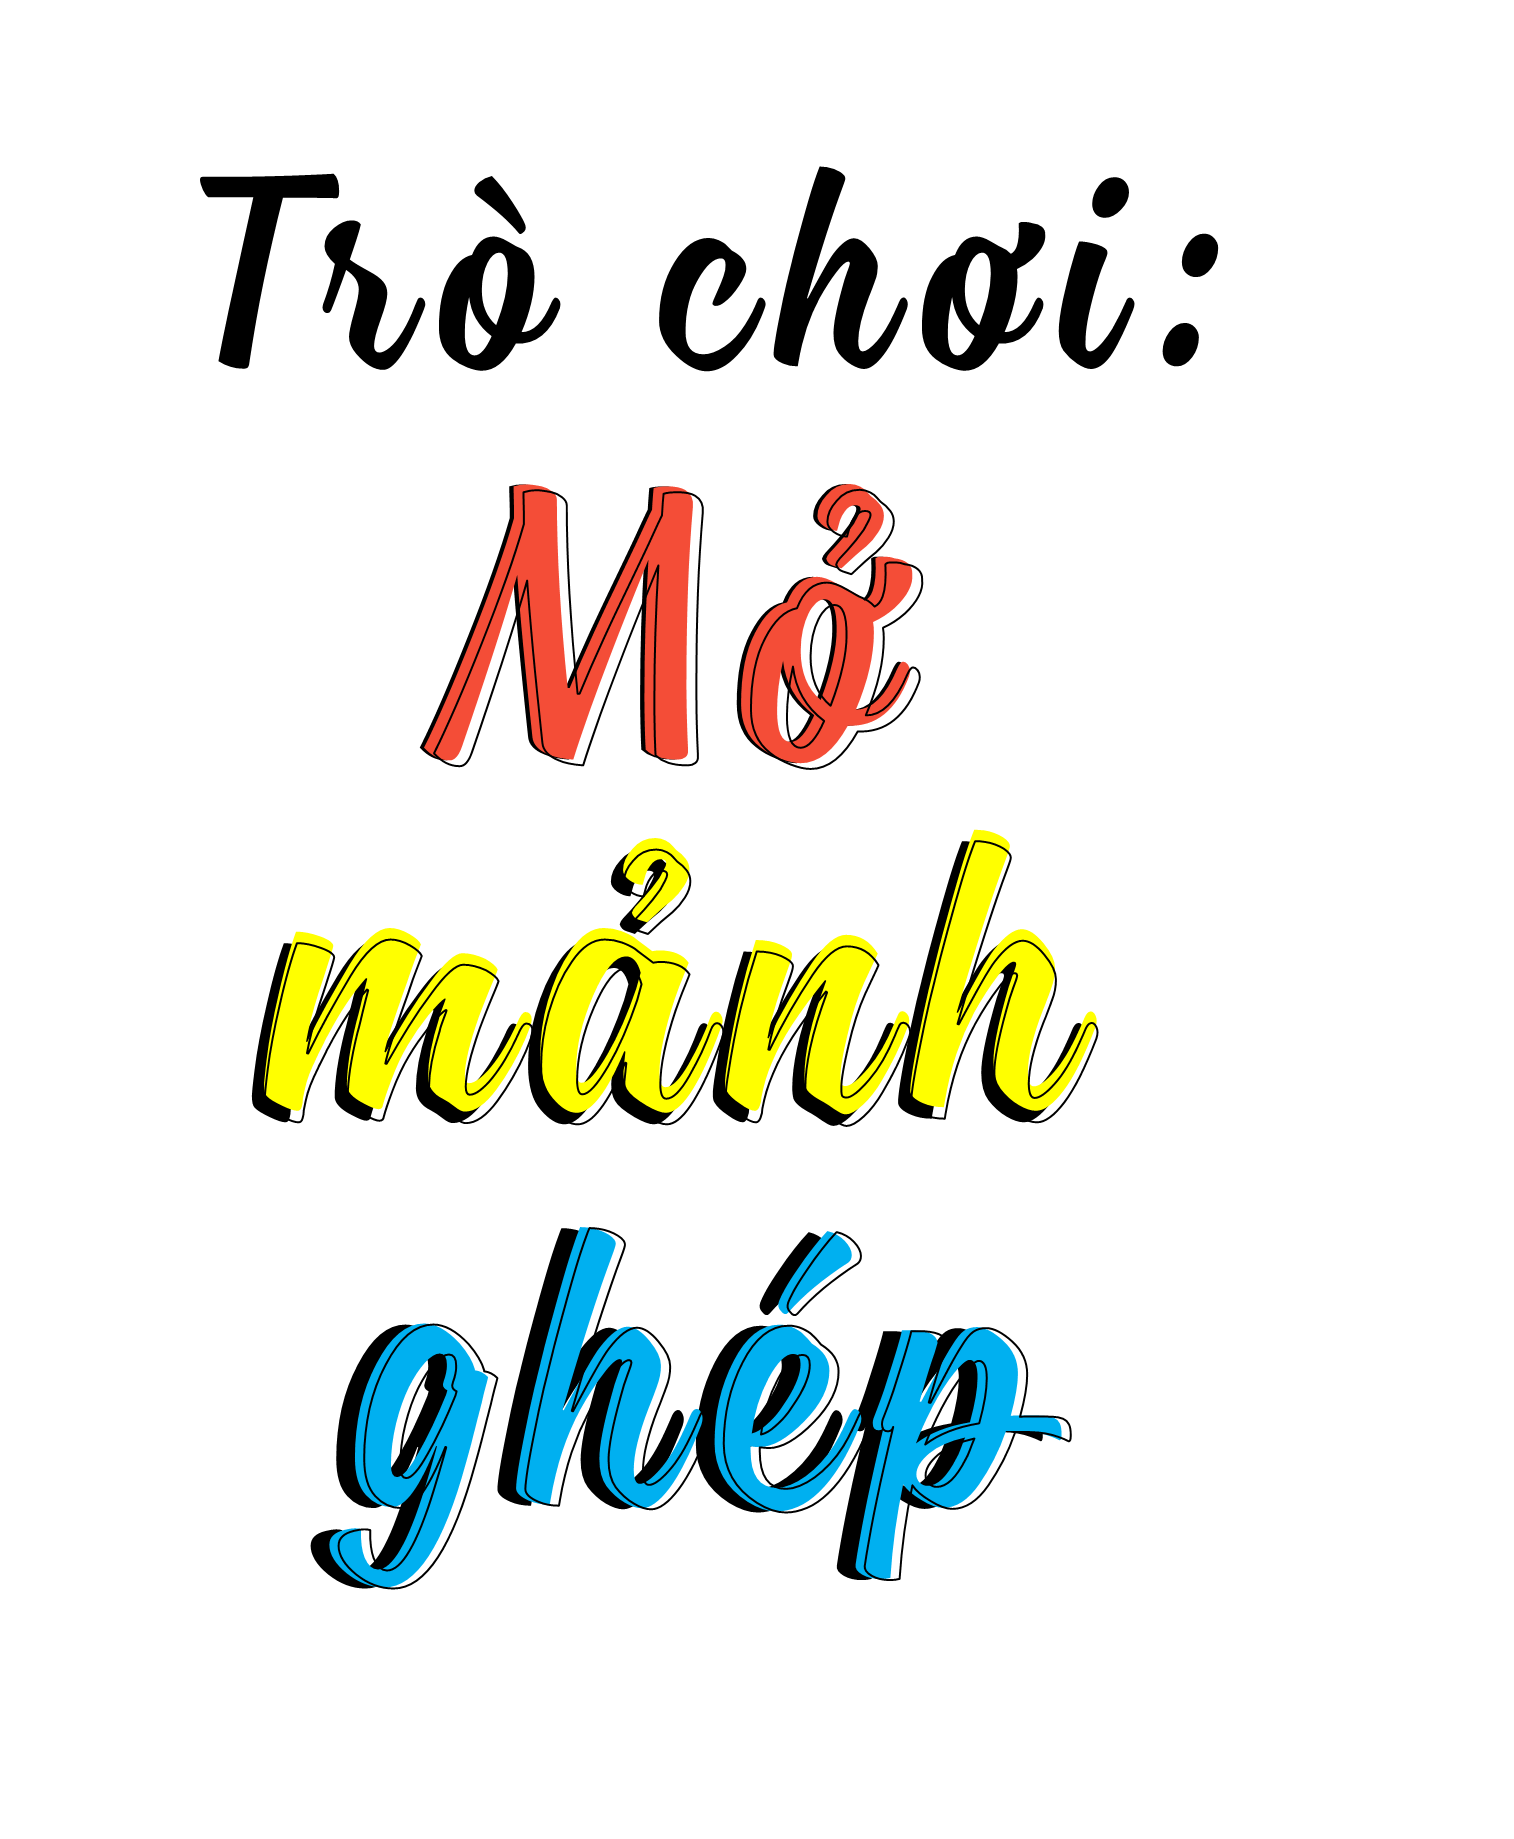 Trò chơi:
Mở
mảnh
ghép